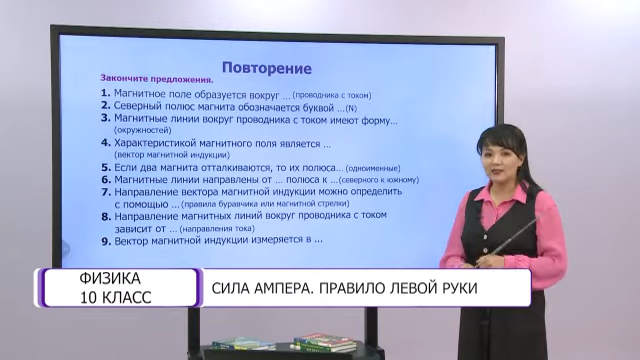 Повторение
Закончите предложения.
1. Магнитное поле образуется вокруг ... (проводника с током)
2. Северный полюс магнита обозначается буквой ...(N)
3. Магнитные линии вокруг проводника с током имеют форму...
(окружностей)
4. Характеристикой магнитного поля является ...
(вектор магнитной индукции)
5. Если два магнита отталкиваются, то их полюса...(одноименные)
6. Магнитные линии направлены от ... полюса к ...(северного к южному)
7. Направление вектора магнитной индукции можно определить
с помощью ...(правила буравчика или магнитной стрелки)
8. Направление магнитных линий вокруг проводника с током
зависит от ... (направления тока)
9. Вектор магнитной индукции измеряется в ...
ФИЗИКА
10 КЛАСС
СИЛА АМПЕРА. ПРАВИЛО ЛЕВОЙ РУКИ